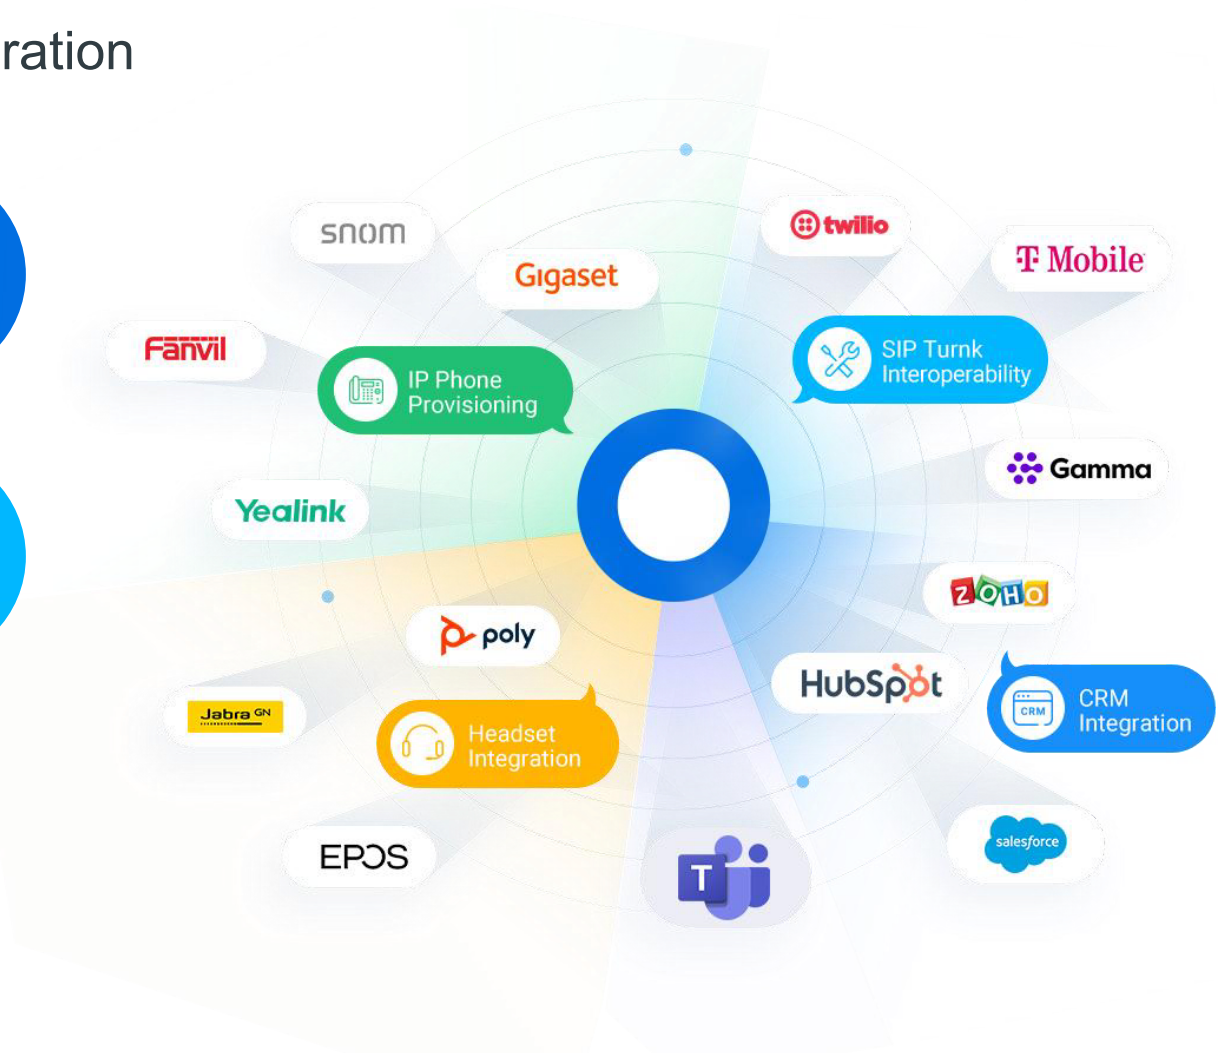 ration
snom
twilio
T Mobile
Gigaset
Fanvil
SIP Turnk
Interoperability
IP Phone
Provisioning
Gamma
Yealink
ZOHO
poly
HubSpot
CRM
CRM
Integration
Jabra GN
Headset
Integration
salesforce
EPOS
T